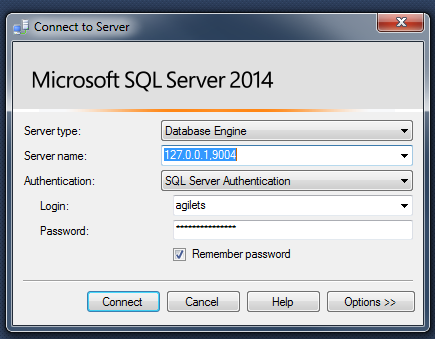 Connect to Server
Microsoft SQL Server 2014
Server type: Database Engine
Server name: 127.0.0.1,9004
Authentication: SQL Server Authentication
Login: agilets
Password: ***************
Remember password
Connect Cancel Help Options >>